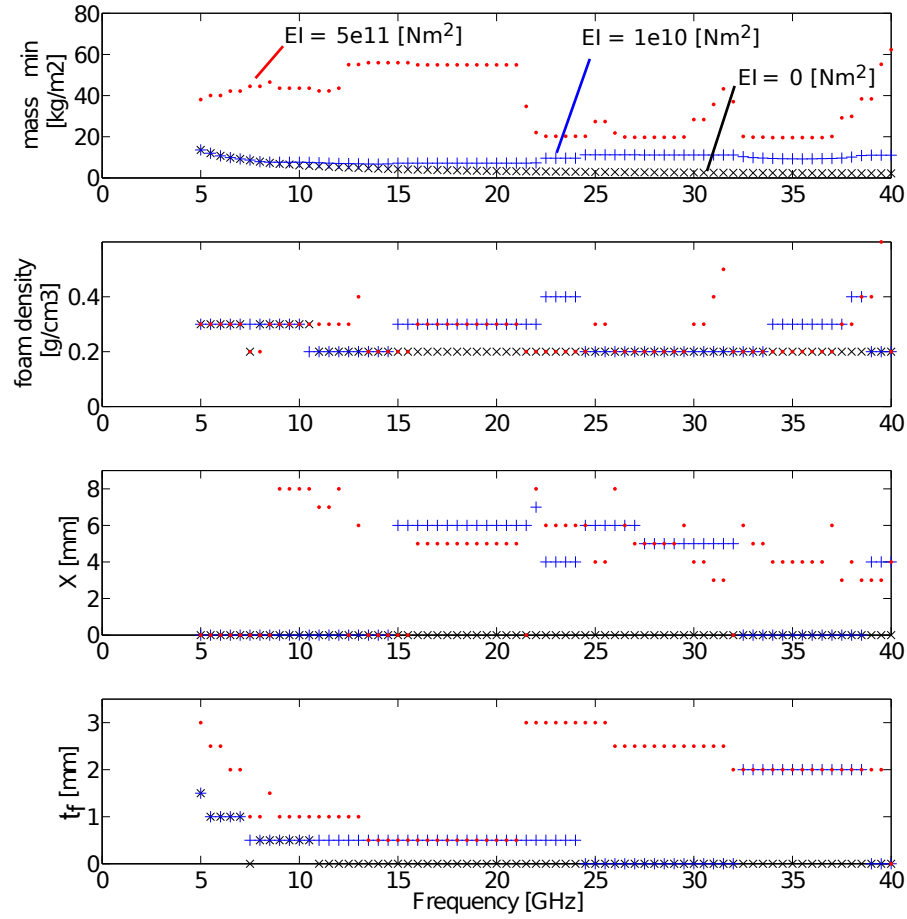 80
60
40
20
0
mass min
[kg/m2]
EI = 5e11 [Nm²]
EI = 1e10 [Nm²]
EI = 0 [Nm²]
0 5 10 15 20 25 30 35 40
0.4
0.2
0
foam density
[g/cm3]
0 5 10 15 20 25 30 35 40
8
6
4
2
0
X [mm]
0 5 10 15 20 25 30 35 40
3
2
1
0
t_f [mm]
0 5 10 15 20 25 30 35 40
Frequency [GHz]